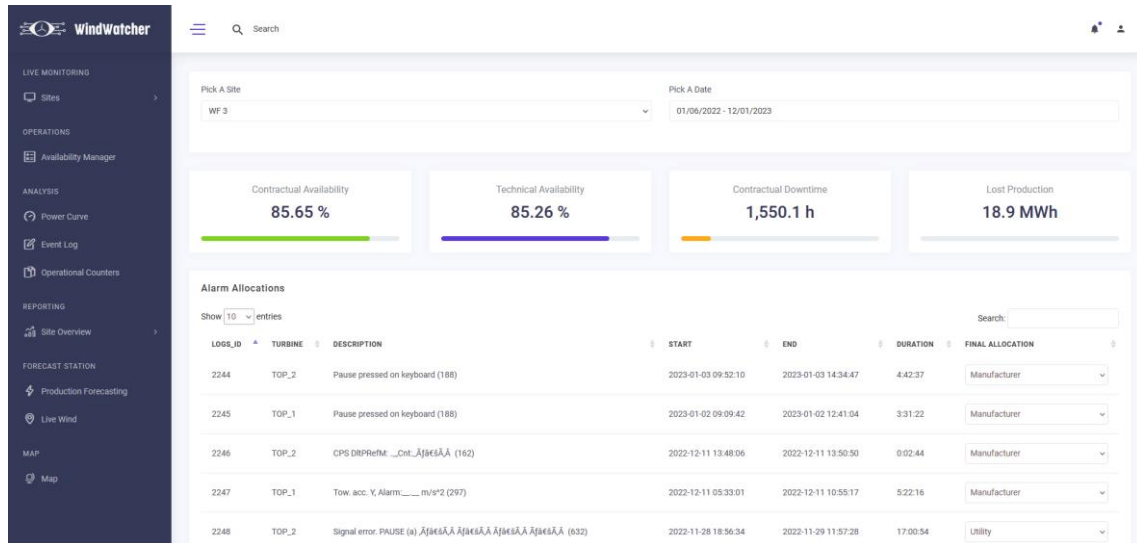 WindWatcher
Search
LIVE MONITORING
Sites
OPERATIONS
Availability Manager
ANALYSIS
Power Curve
Event Log
Operational Counters
REPORTING
Site Overview
FORECAST STATION
Production Forecasting
Live Wind
MAP
Map
Pick A Site
WF 3
Pick A Date
01/06/2022 - 12/01/2023
Contractual Availability
85.65 %
Technical Availability
85.26 %
Contractual Downtime
1,550.1 h
Lost Production
18.9 MWh
Alarm Allocations
Show 10 entries
Search:
LOGS_ID TURBINE DESCRIPTION START END DURATION FINAL ALLOCATION
2244 TOP_2 Pause pressed on keyboard (188) 2023-01-03 09:52:10 2023-01-03 14:34:47 4:42:37 Manufacturer
2245 TOP_1 Pause pressed on keyboard (188) 2023-01-02 09:09:42 2023-01-02 12:41:04 3:31:22 Manufacturer
2246 TOP_2 CPS DltPRefM: (162) 2022-12-11 13:48:06 2022-12-11 13:50:50 0:02:44 Manufacturer
2247 TOP_1 Tow. acc. Y, Alarm:__.__ m/s^2 (297) 2022-12-11 05:33:01 2022-12-11 10:55:17 5:22:16 Manufacturer
2248 TOP_2 Signal error. PAUSE (a) (632) 2022-11-28 18:56:34 2022-11-29 11:57:28 17:00:54 Utility